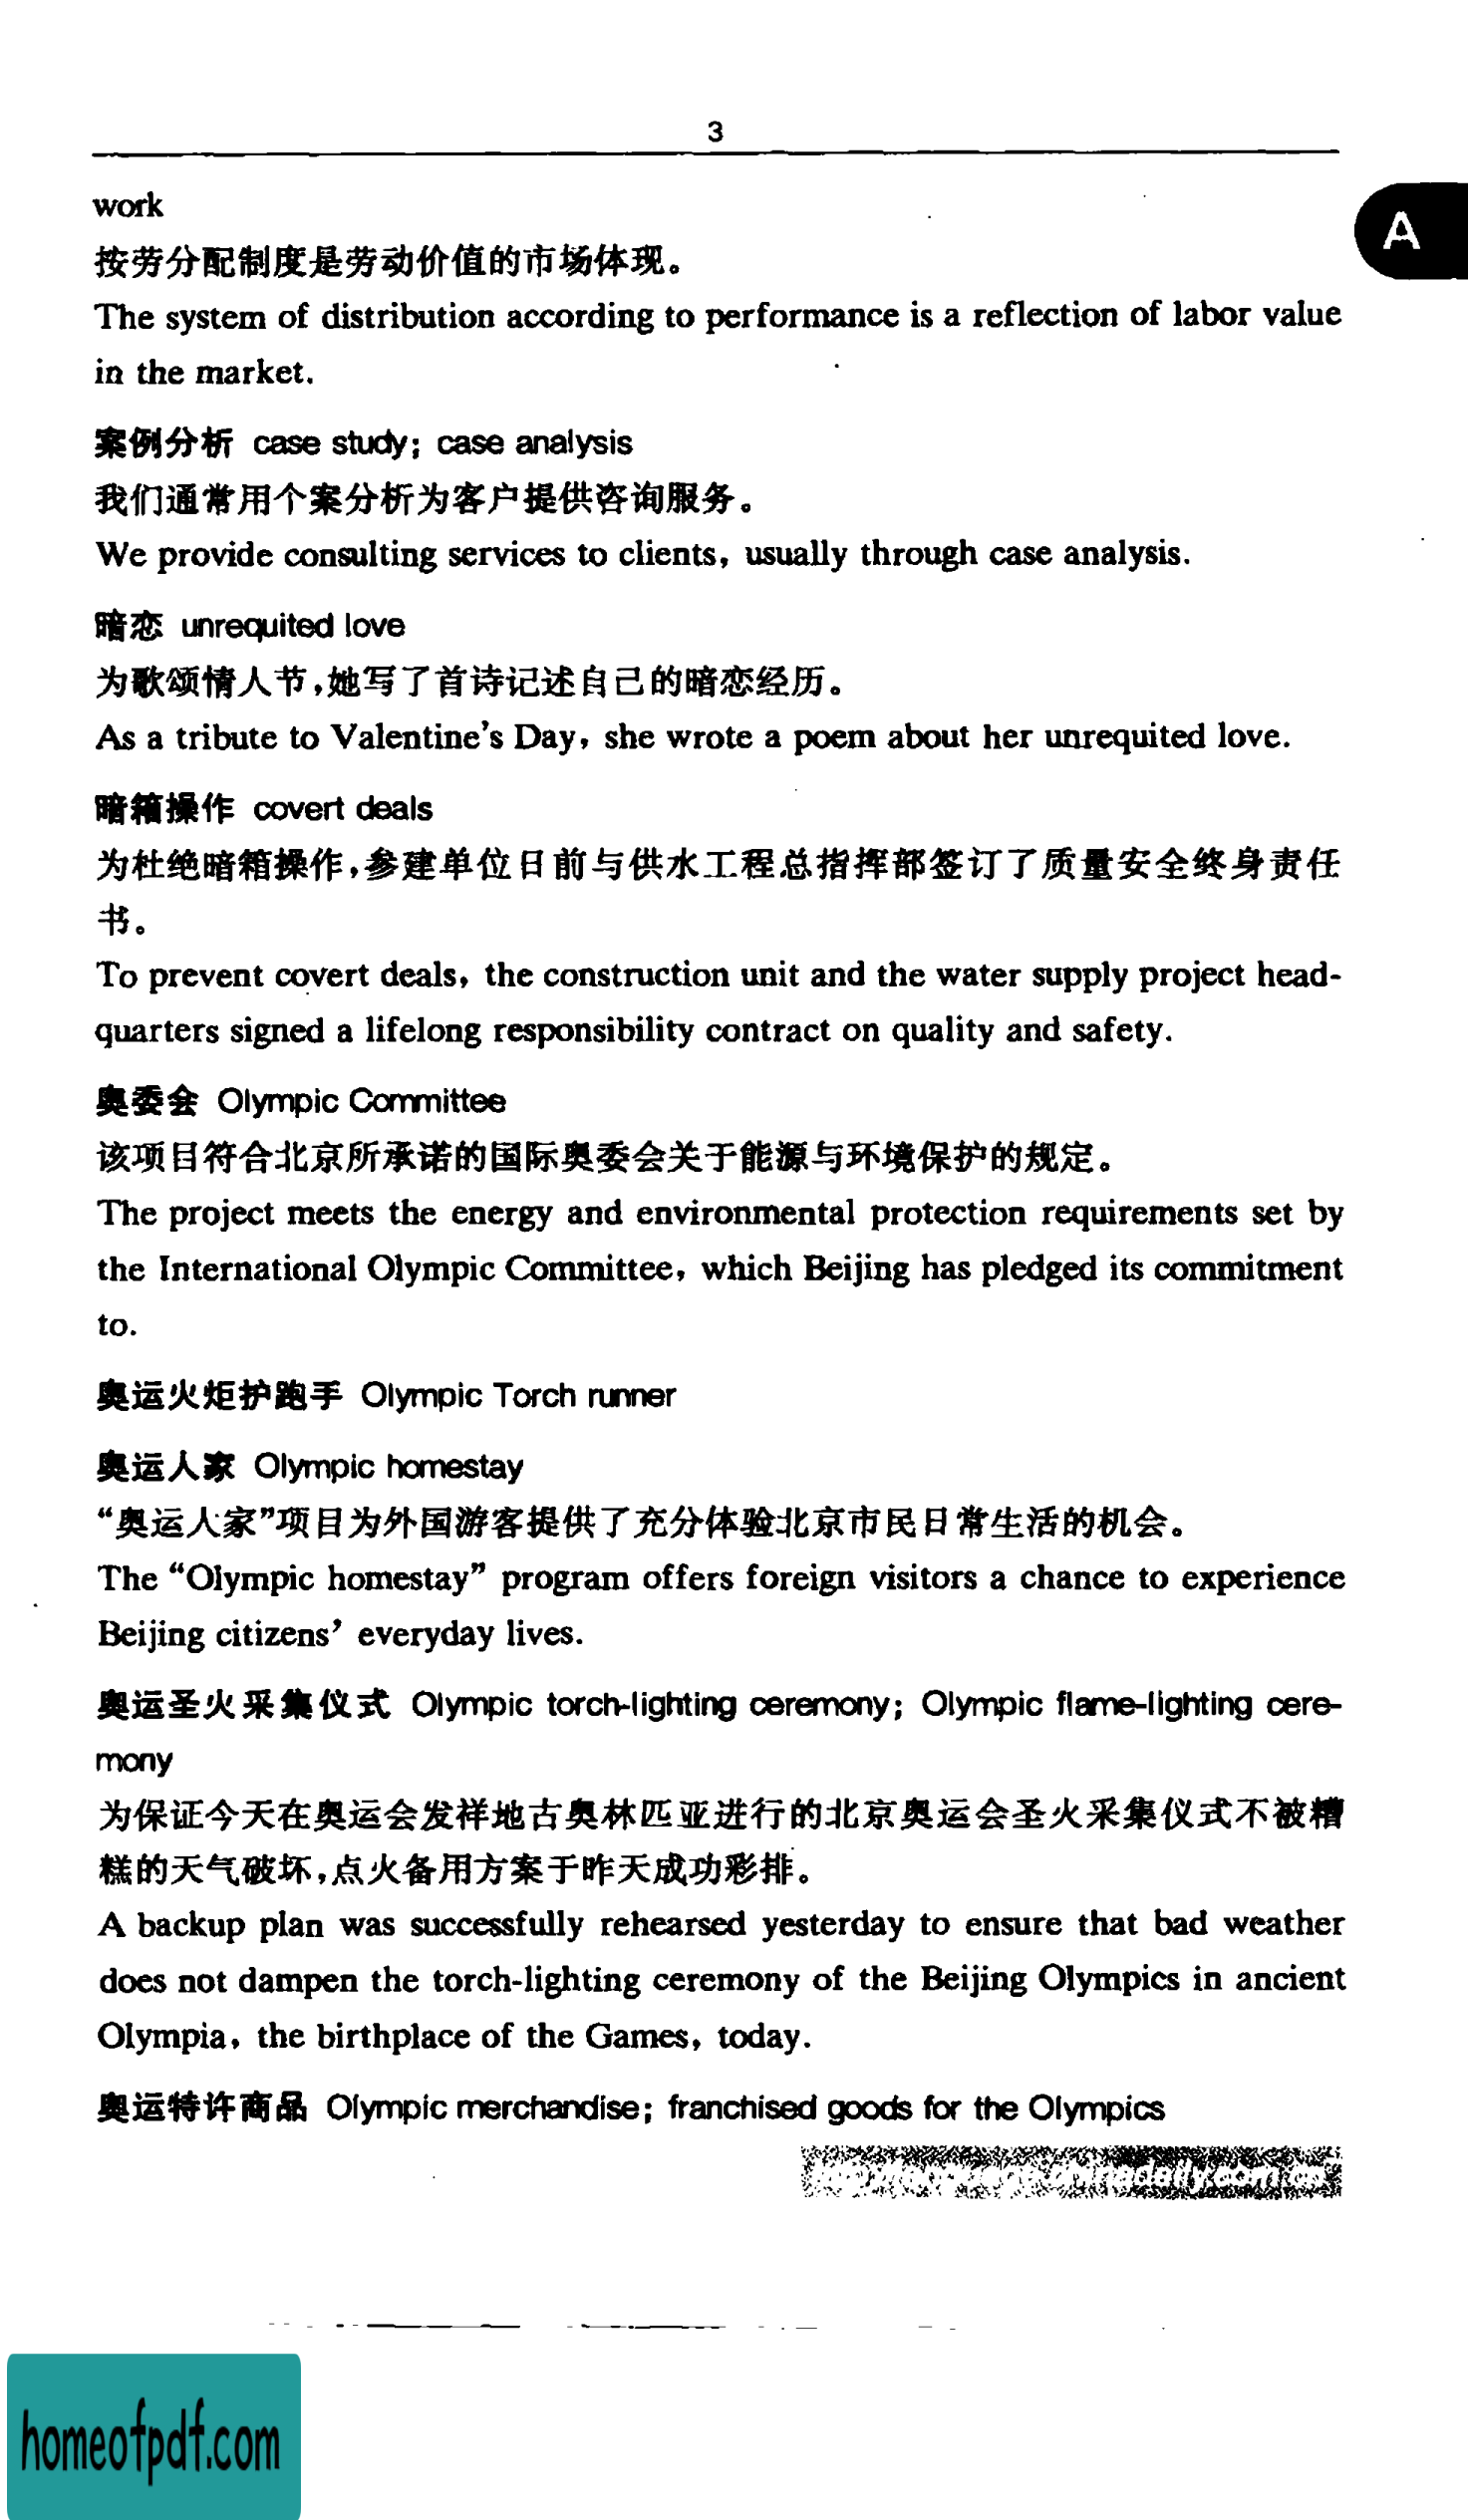 3
A
work
按劳分配制度是劳动价值的市场体现。
The system of distribution according to performance is a reflection of labor value
in the market.
案例分析 case study; case analysis
我们通常用个案分析为客户提供咨询服务。
We provide consulting services to clients, usually through case analysis.
暗恋 unrequited love
为歌颂情人节,她写了首诗记述自己的暗恋经历。
As a tribute to Valentine's Day, she wrote a poem about her unrequited love.
暗箱操作 covert deals
为杜绝暗箱操作,参建单位日前与供水工程总指挥部签订了质量安全终身责任
书。
To prevent covert deals, the construction unit and the water supply project head-
quarters signed a lifelong responsibility contract on quality and safety.
奥委会 Olympic Committee
该项目符合北京所承诺的国际奥委会关于能源与环境保护的规定。
The project meets the energy and environmental protection requirements set by
the International Olympic Committee, which Beijing has pledged its commitment
to.
奥运火炬护跑手 Olympic Torch runner
奥运人家 Olympic homestay
“奥运人家”项目为外国游客提供了充分体验北京市民日常生活的机会。
The “Olympic homestay” program offers foreign visitors a chance to experience
Beijing citizens' everyday lives.
奥运圣火采集仪式 Olympic torch-lighting ceremony; Olympic flame-lighting cere-
mony
为保证今天在奥运会发祥地古奥林匹亚进行的北京奥运会圣火采集仪式不被糟
糕的天气破坏,点火备用方案于昨天成功彩排。
A backup plan was successfully rehearsed yesterday to ensure that bad weather
does not dampen the torch-lighting ceremony of the Beijing Olympics in ancient
Olympia, the birthplace of the Games, today.
奥运特许商品 Olympic merchandise; franchised goods for the Olympics
homeofpdf.com